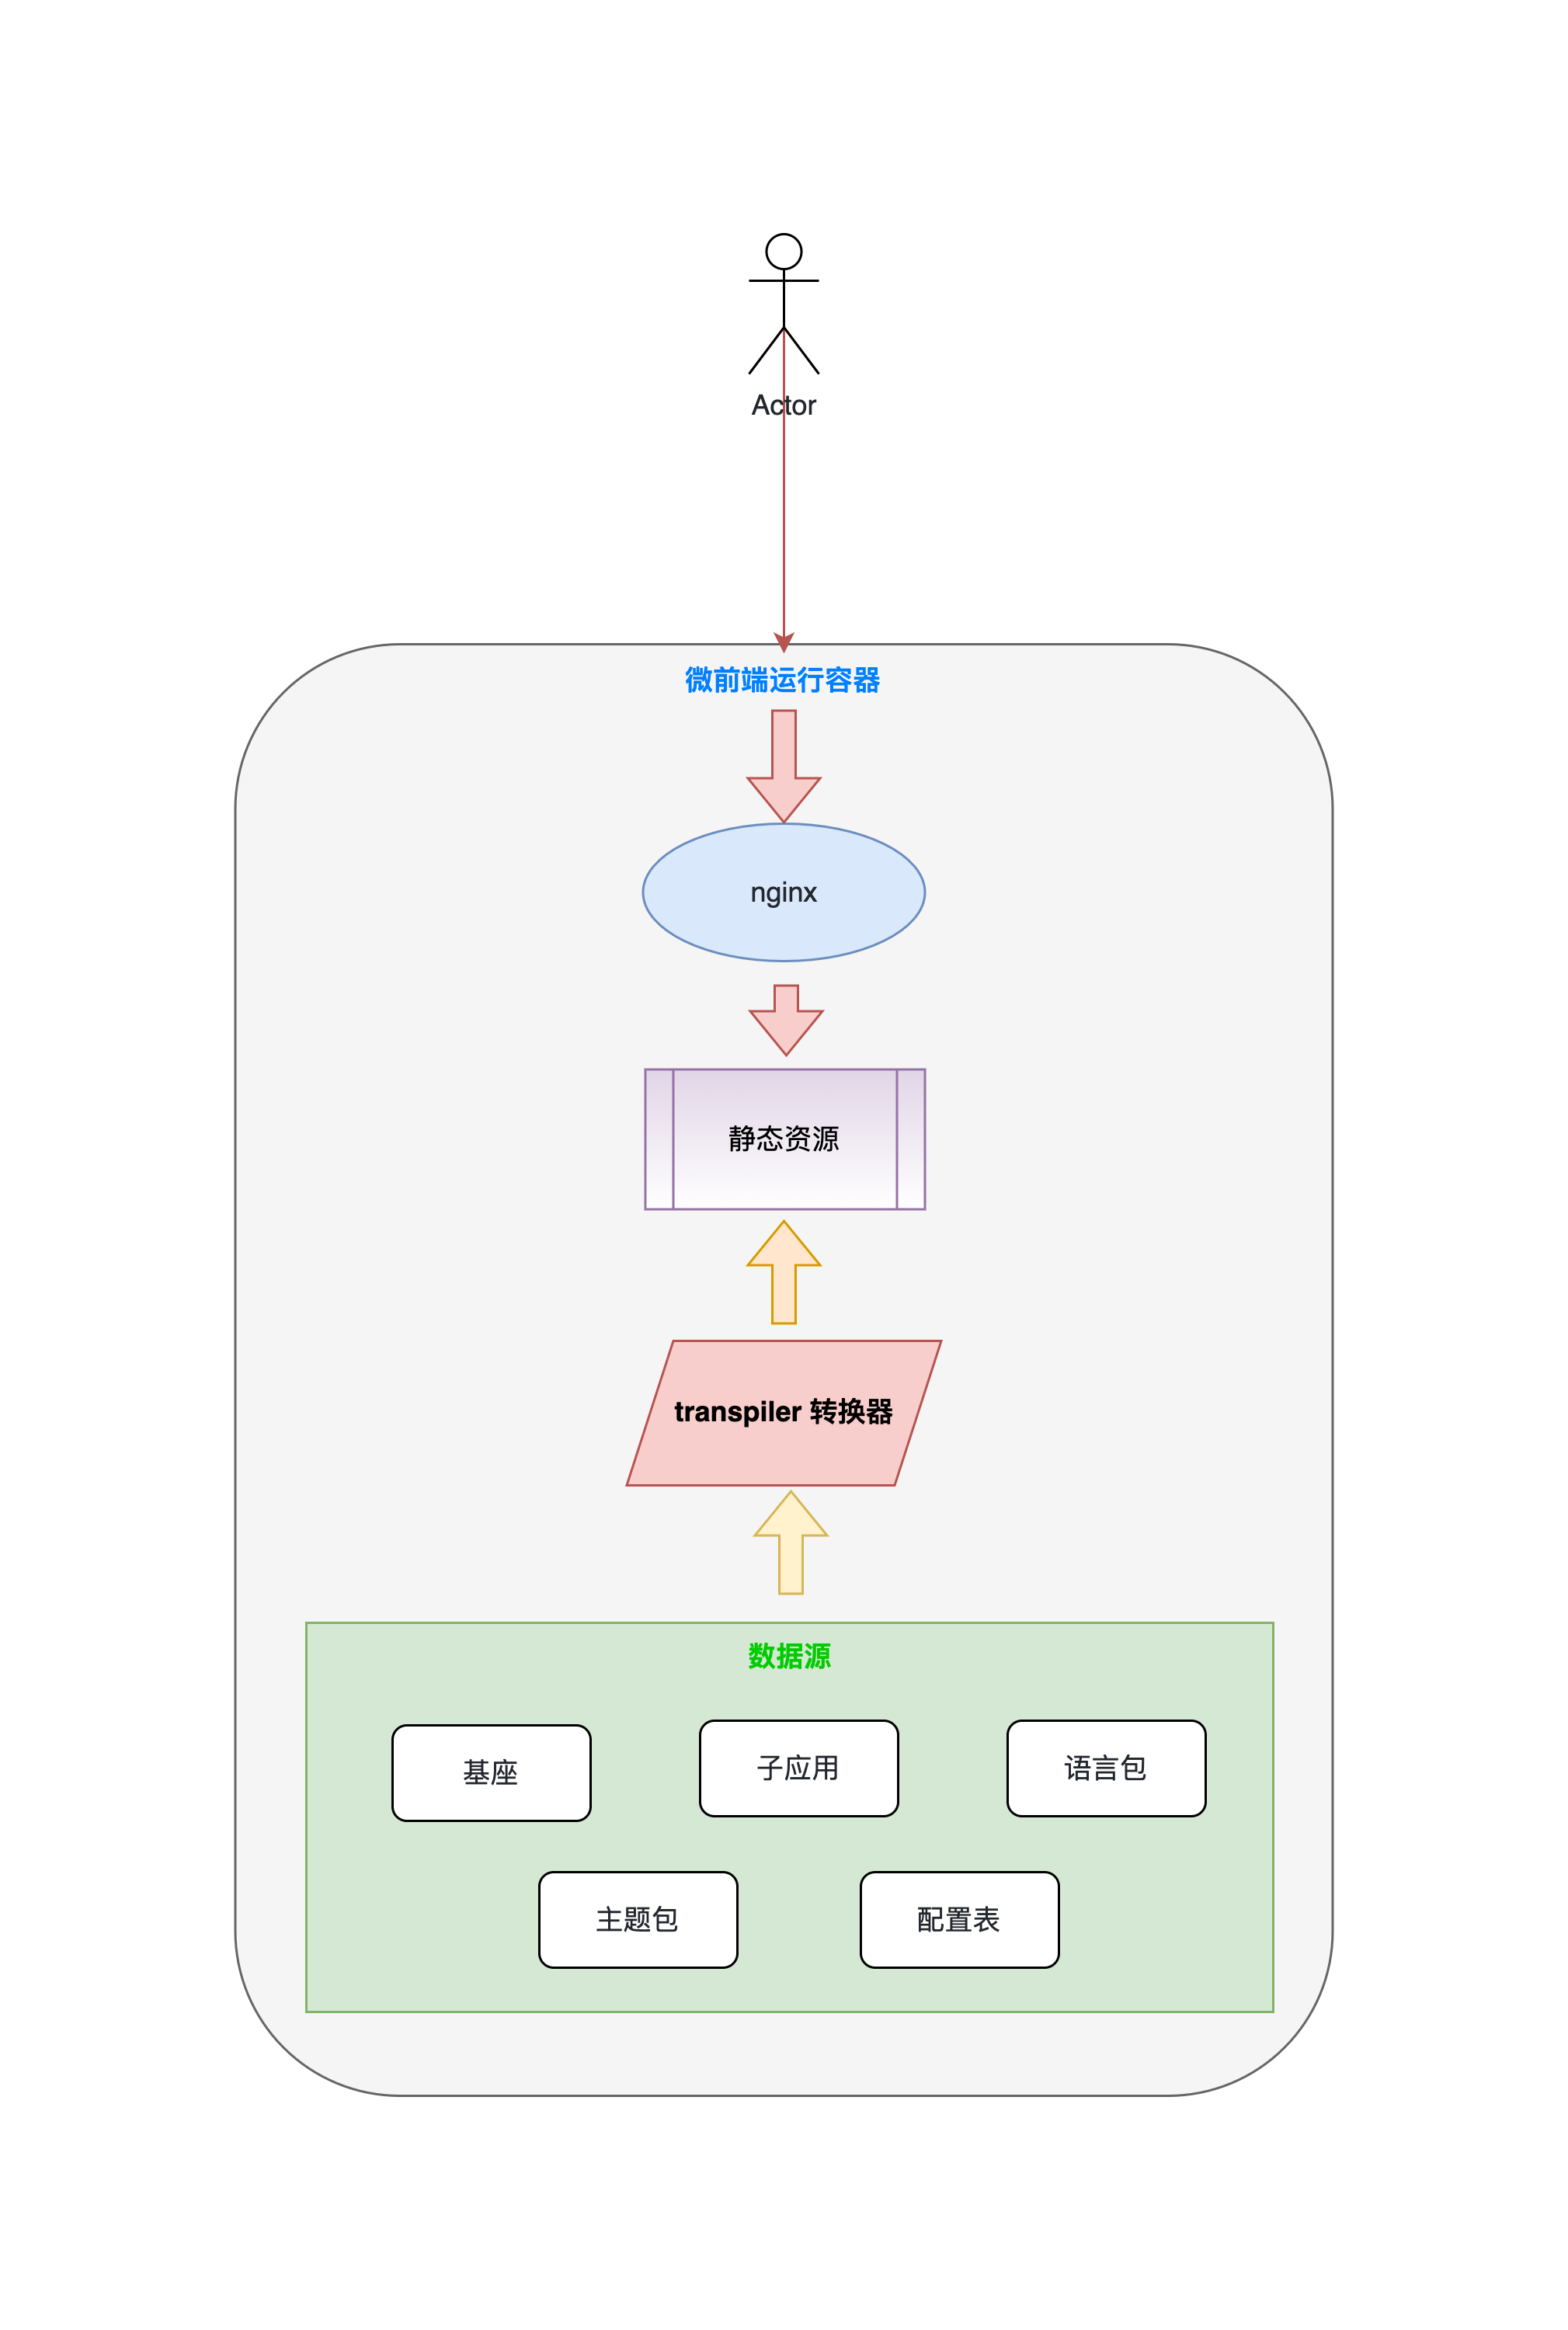 Actor
微前端运行容器
nginx
静态资源
transpiler 转换器
数据源
基座
子应用
语言包
主题包
配置表